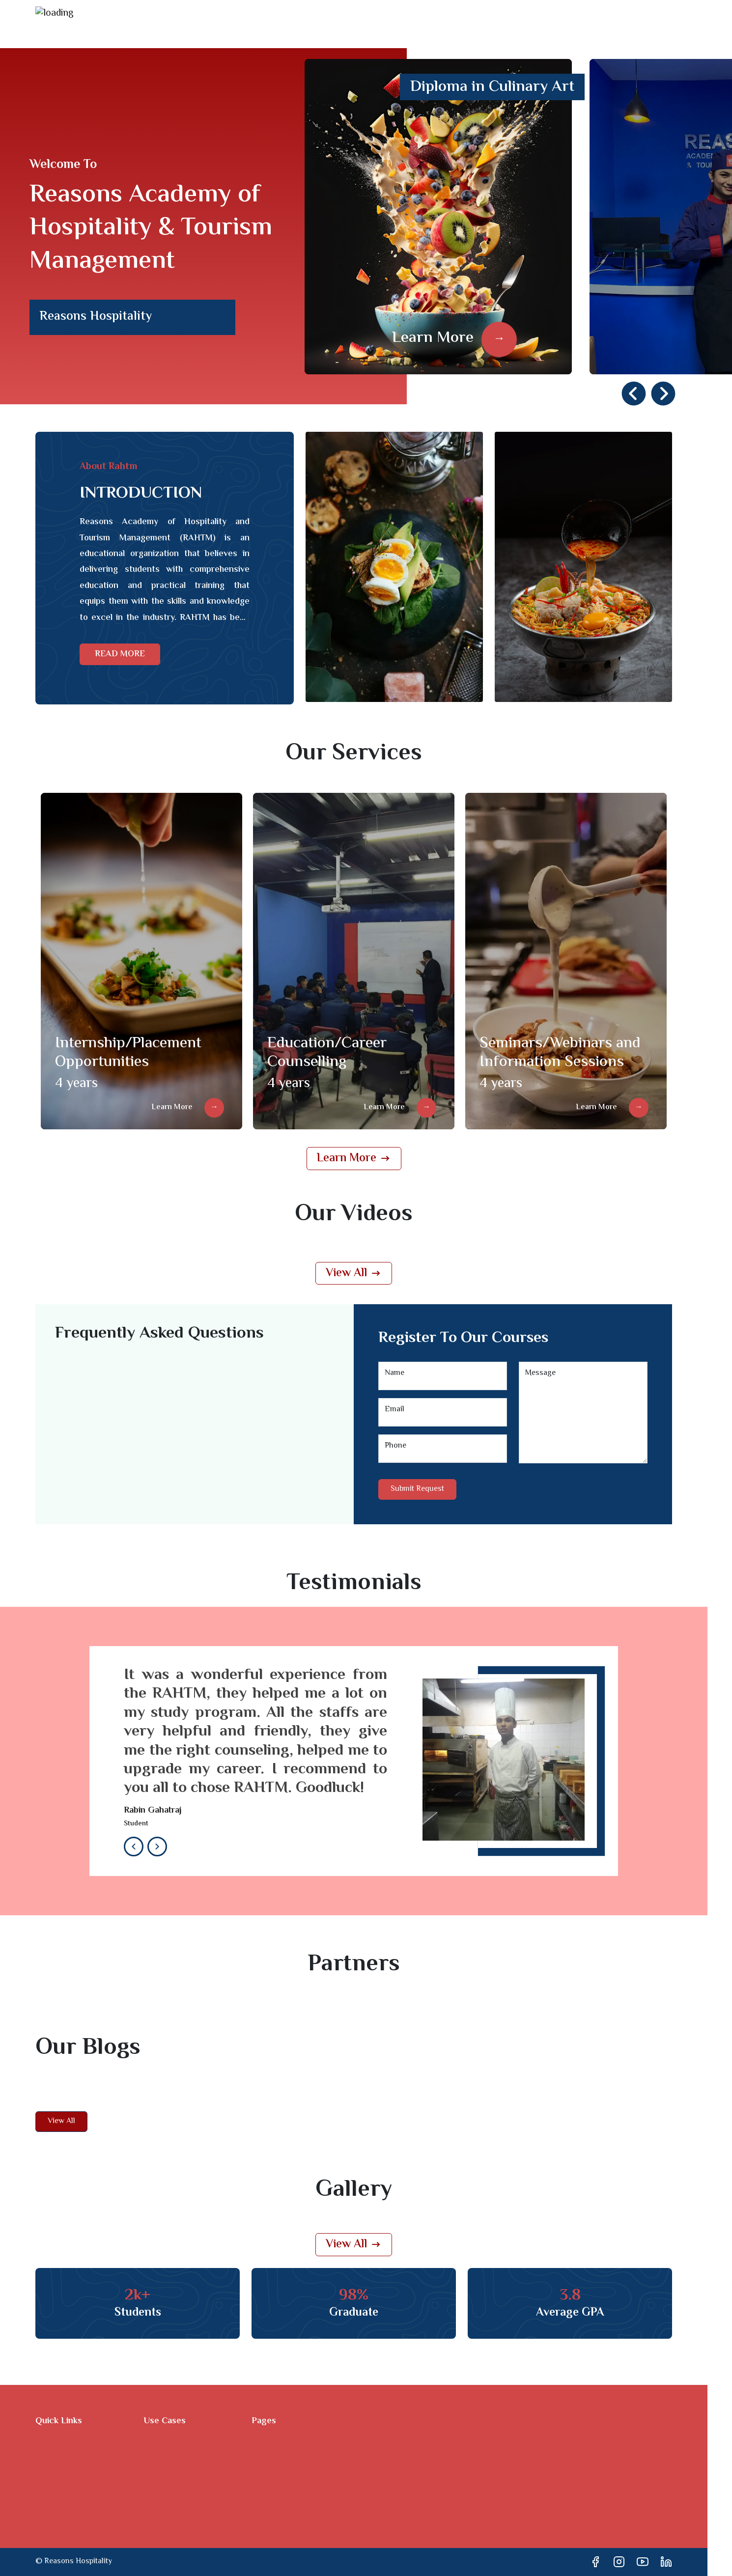 loading
Welcome To
Reasons Academy of
Hospitality & Tourism
Management
Reasons Hospitality
Diploma in Culinary Art
Learn More →
About Rahtm
INTRODUCTION
Reasons Academy of Hospitality and
Tourism Management (RAHTM) is an
educational organization that believes in
delivering students with comprehensive
education and practical training that
equips them with the skills and knowledge
to excel in the industry. RAHTM has be...
READ MORE
Our Services
Internship/Placement
Opportunities
4 years
Learn More →
Education/Career
Counselling
4 years
Learn More →
Seminars/Webinars and
Information Sessions
4 years
Learn More →
Learn More →
Our Videos
View All →
Frequently Asked Questions
Register To Our Courses
Name
Email
Phone
Message
Submit Request
Testimonials
It was a wonderful experience from
the RAHTM, they helped me a lot on
my study program. All the staffs are
very helpful and friendly, they give
me the right counseling, helped me to
upgrade my career. I recommend to
you all to chose RAHTM. Goodluck!
Rabin Gahatraj
Student
Partners
Our Blogs
View All
Gallery
View All →
2k+
Students
98%
Graduate
3.8
Average GPA
Quick Links
Use Cases
Pages
© Reasons Hospitality